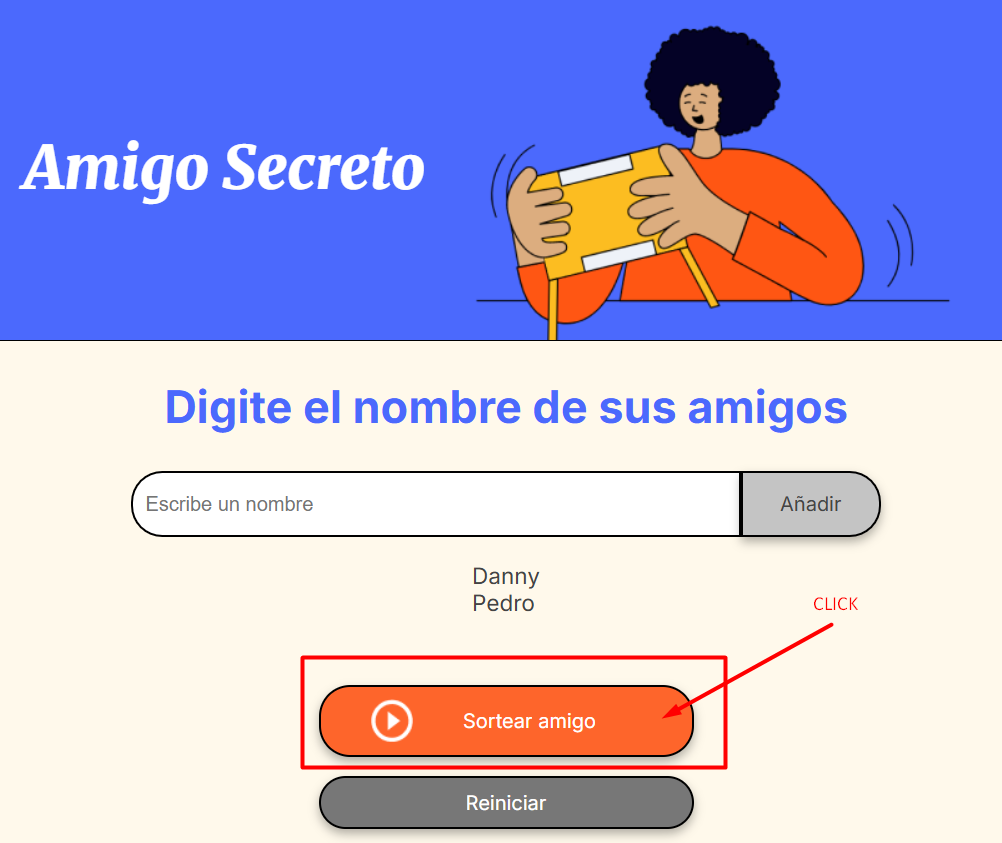 Amigo Secreto
Digite el nombre de sus amigos
Escribe un nombre
Añadir
Danny
Pedro
CLICK
Sortear amigo
Reiniciar